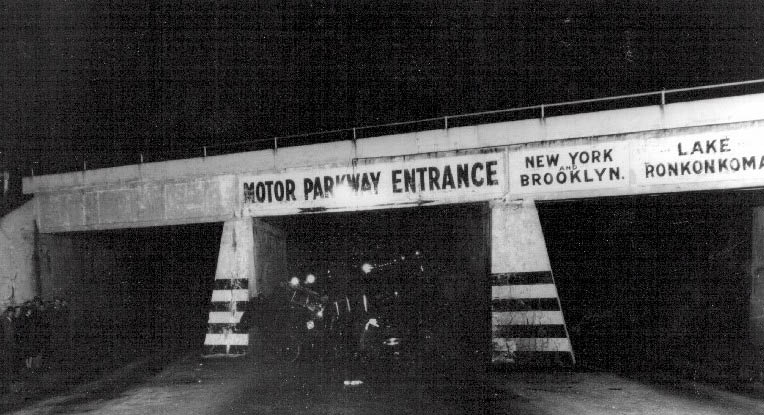 MOTOR PARKWAY ENTRANCE
NEW YORK
AND
BROOKLYN.
LAKE
RONKONKOMA